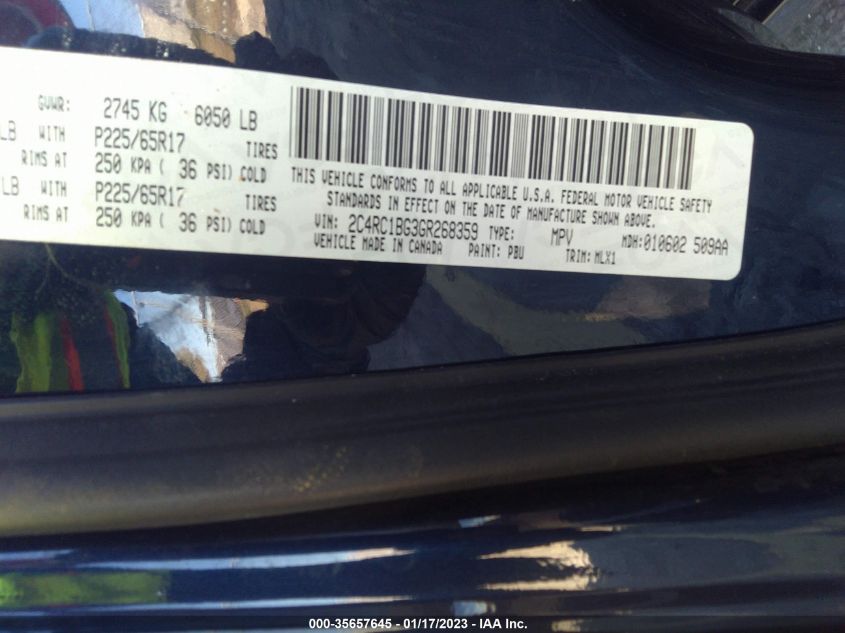 GVWR: 2745 KG 6050 LB
LB WITH P225/65R17 TIRES
RIMS AT 250 KPA ( 36 PSI) COLD
LB WITH P225/65R17 TIRES
RIMS AT 250 KPA ( 36 PSI) COLD
THIS VEHICLE CONFORMS TO ALL APPLICABLE U.S.A. FEDERAL MOTOR VEHICLE SAFETY
STANDARDS IN EFFECT ON THE DATE OF MANUFACTURE SHOWN ABOVE.
VIN: 2C4RC1BG3GR268359 TYPE: MPV MDH:010602 509AA
VEHICLE MADE IN CANADA PAINT: PBU TRIM: MLX1
000-35657645 - 01/17/2023 - IAA Inc.